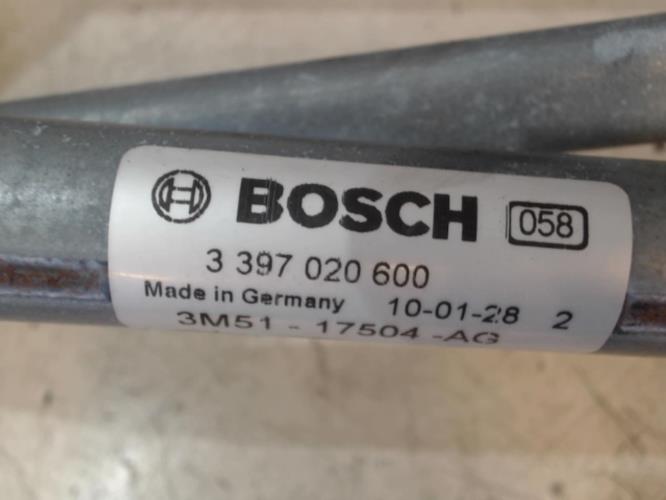 BOSCH 058
3 397 020 600
Made in Germany 10-01-28 2
3M51 - 17504 -AG